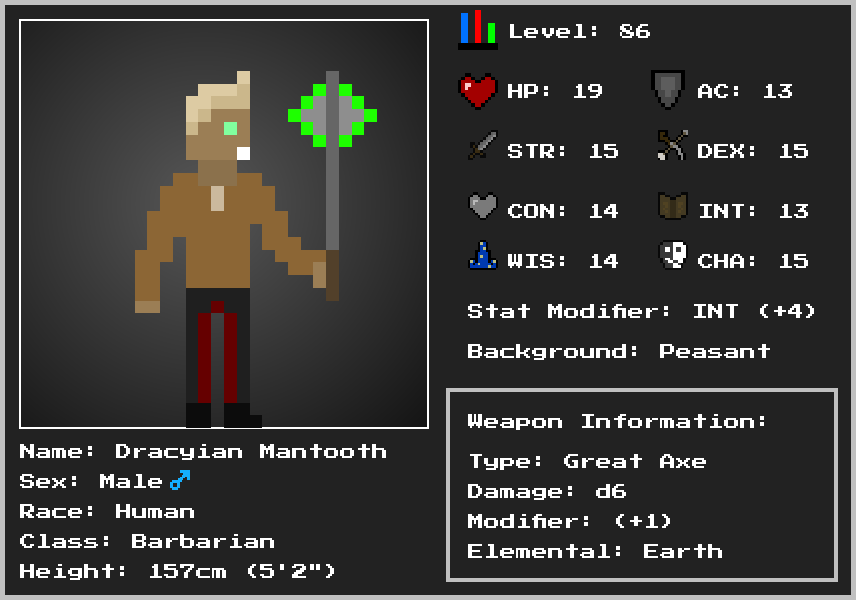 Level: 86
HP: 19
AC: 13
STR: 15
DEX: 15
CON: 14
INT: 13
WIS: 14
CHA: 15
Stat Modifier: INT (+4)
Background: Peasant
Name: Dracyian Mantooth
Sex: Male ♂
Race: Human
Class: Barbarian
Height: 157cm (5'2")
Weapon Information:
Type: Great Axe
Damage: d6
Modifier: (+1)
Elemental: Earth